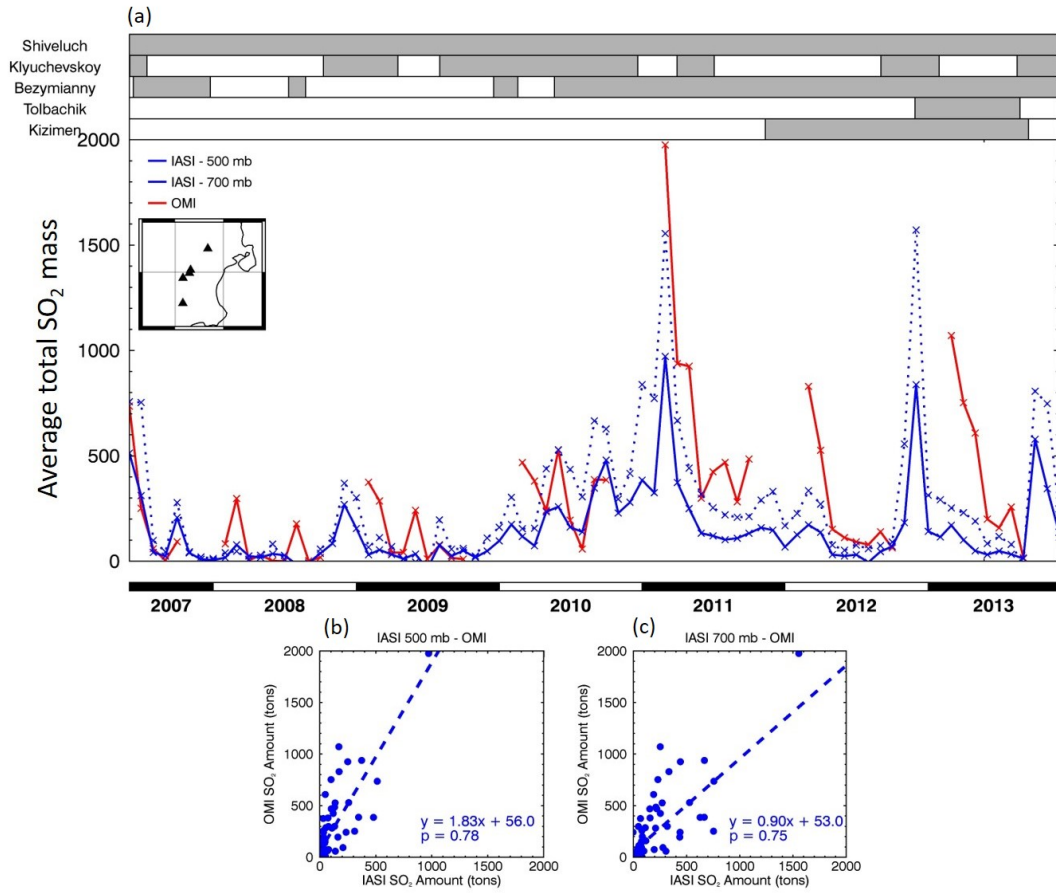 (a)
Shiveluch
Klyuchevskoy
Bezymianny
Tolbachik
Kizimen
2000
IASI - 500 mb
IASI - 700 mb
OMI
1500
Average total SO₂ mass
1000
500
0
2007 2008 2009 2010 2011 2012 2013
(b) (c)
IASI 500 mb - OMI IASI 700 mb - OMI
2000 2000
OMI SO₂ Amount (tons) OMI SO₂ Amount (tons)
1500 1500
1000 1000
500 500
y = 1.83x + 56.0 y = 0.90x + 53.0
p = 0.78 p = 0.75
0 0
0 500 1000 1500 2000 0 500 1000 1500 2000
IASI SO₂ Amount (tons) IASI SO₂ Amount (tons)